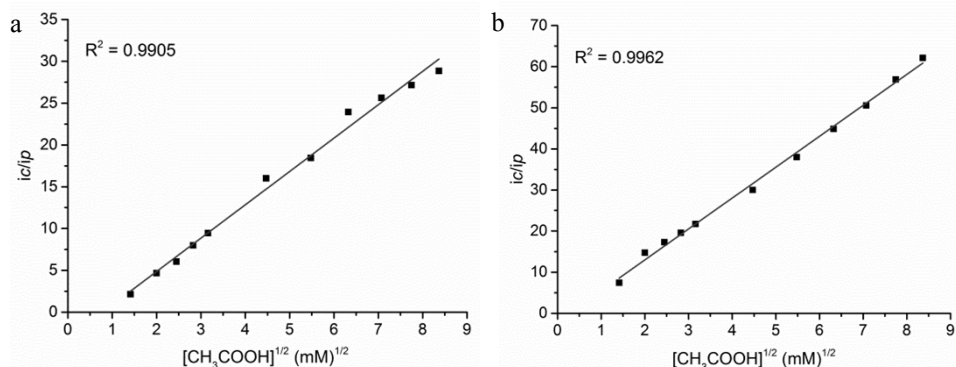 a
R² = 0.9905
ic/ip
35
30
25
20
15
10
5
0
0 1 2 3 4 5 6 7 8 9
[CH₃COOH]¹/² (mM)¹/²
b
R² = 0.9962
ic/ip
70
60
50
40
30
20
10
0
0 1 2 3 4 5 6 7 8 9
[CH₃COOH]¹/² (mM)¹/²